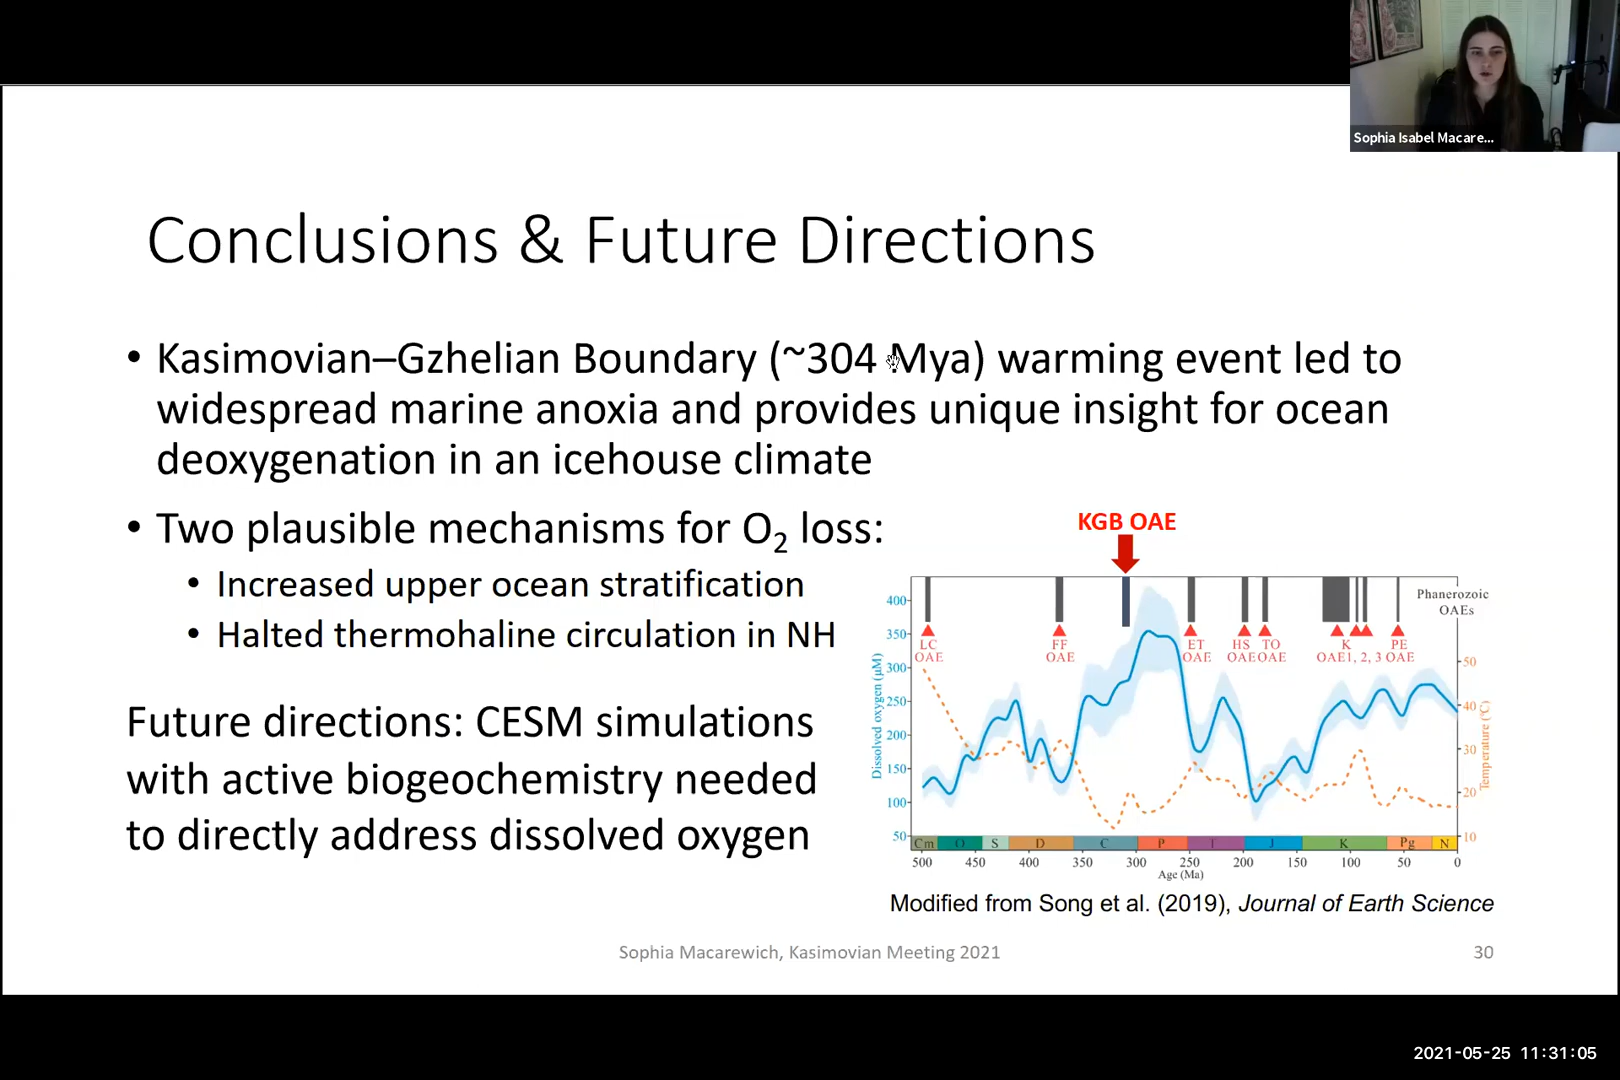 Sophia Isabel Macare...
Conclusions & Future Directions
• Kasimovian–Gzhelian Boundary (~304 Mya) warming event led to
widespread marine anoxia and provides unique insight for ocean
deoxygenation in an icehouse climate
• Two plausible mechanisms for O₂ loss:
• Increased upper ocean stratification
• Halted thermohaline circulation in NH
Future directions: CESM simulations
with active biogeochemistry needed
to directly address dissolved oxygen
KGB OAE
Phanerozoic
OAEs
LC
OAE
FF
OAE
ET
OAE
HS
OAE
TO
OAE
K
OAE1, 2, 3
PE
OAE
Dissolved oxygen (μM)
400
350
300
250
200
150
100
50
Temperature (°C)
50
40
30
20
10
Cm O S D C P T J K Pg N
500 450 400 350 300 250 200 150 100 50 0
Age (Ma)
Modified from Song et al. (2019), Journal of Earth Science
Sophia Macarewich, Kasimovian Meeting 2021
30
2021-05-25 11:31:05